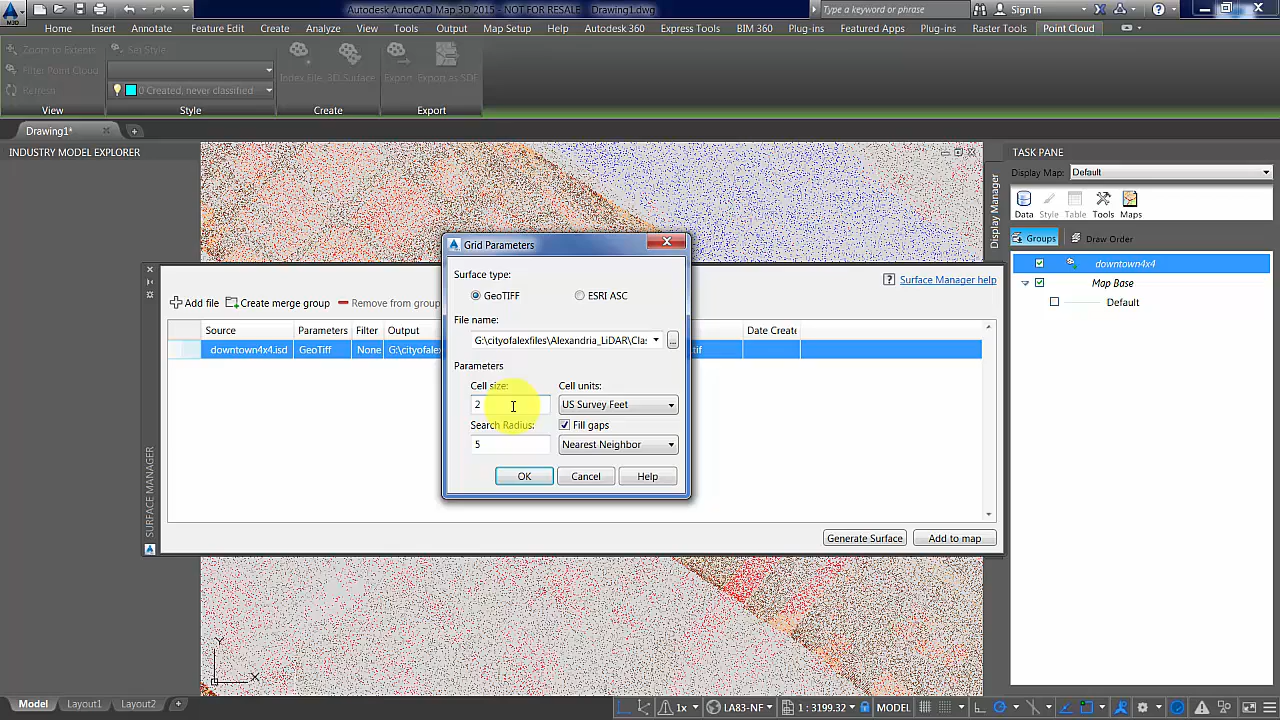 Autodesk AutoCAD Map 3D 2015 - NOT FOR RESALE Drawing1.dwg
Type a keyword or phrase
Sign In
M3D
Home Insert Annotate Feature Edit Create Analyze View Tools Output Map Setup Help Autodesk 360 Express Tools BIM 360 Plug-ins Featured Apps Plug-ins Raster Tools Point Cloud
Zoom to Extents
Filter Point Cloud
Refresh
View
Set Style
0 Created, never classified
Style
Index File 3D Surface
Create
Export Export as SDF
Export
Drawing1*
INDUSTRY MODEL EXPLORER
TASK PANE
Display Map: Default
Data Style Table Tools Maps
Groups Draw Order
Display Manager
downtown4x4
Map Base
Default
SURFACE MANAGER
Surface Manager help
Add file Create merge group Remove from group
Source Parameters Filter Output Date Create
downtown4x4.isd GeoTiff None G:\cityofale
Grid Parameters
Surface type:
GeoTIFF ESRI ASC
File name:
G:\cityofalexfiles\Alexandria_LiDAR\Cla: ...
Parameters
Cell size: Cell units:
2 US Survey Feet
Search Radius: Fill gaps
5 Nearest Neighbor
OK Cancel Help
Generate Surface Add to map
Y
X
Model Layout1 Layout2
1x LA83-NF 1 : 3199.32 MODEL